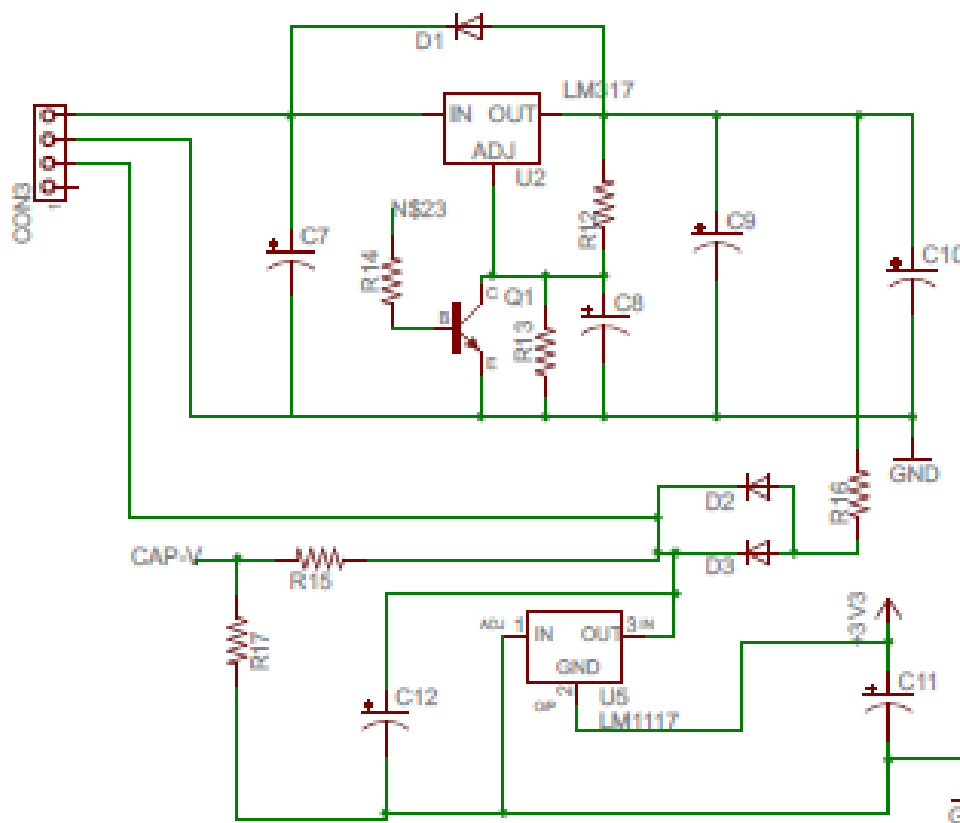 D1
LM317
IN OUT
ADJ
U2
CON3
1
N$23
C7
R14
R12
C9
C10
C
Q1
B
R13
C8
E
GND
D2
R16
CAP-V
R15
D3
+3V3
ADJ 1 IN OUT 3 IN
R17
GND
C12
2
U5
C11
LM1117
G